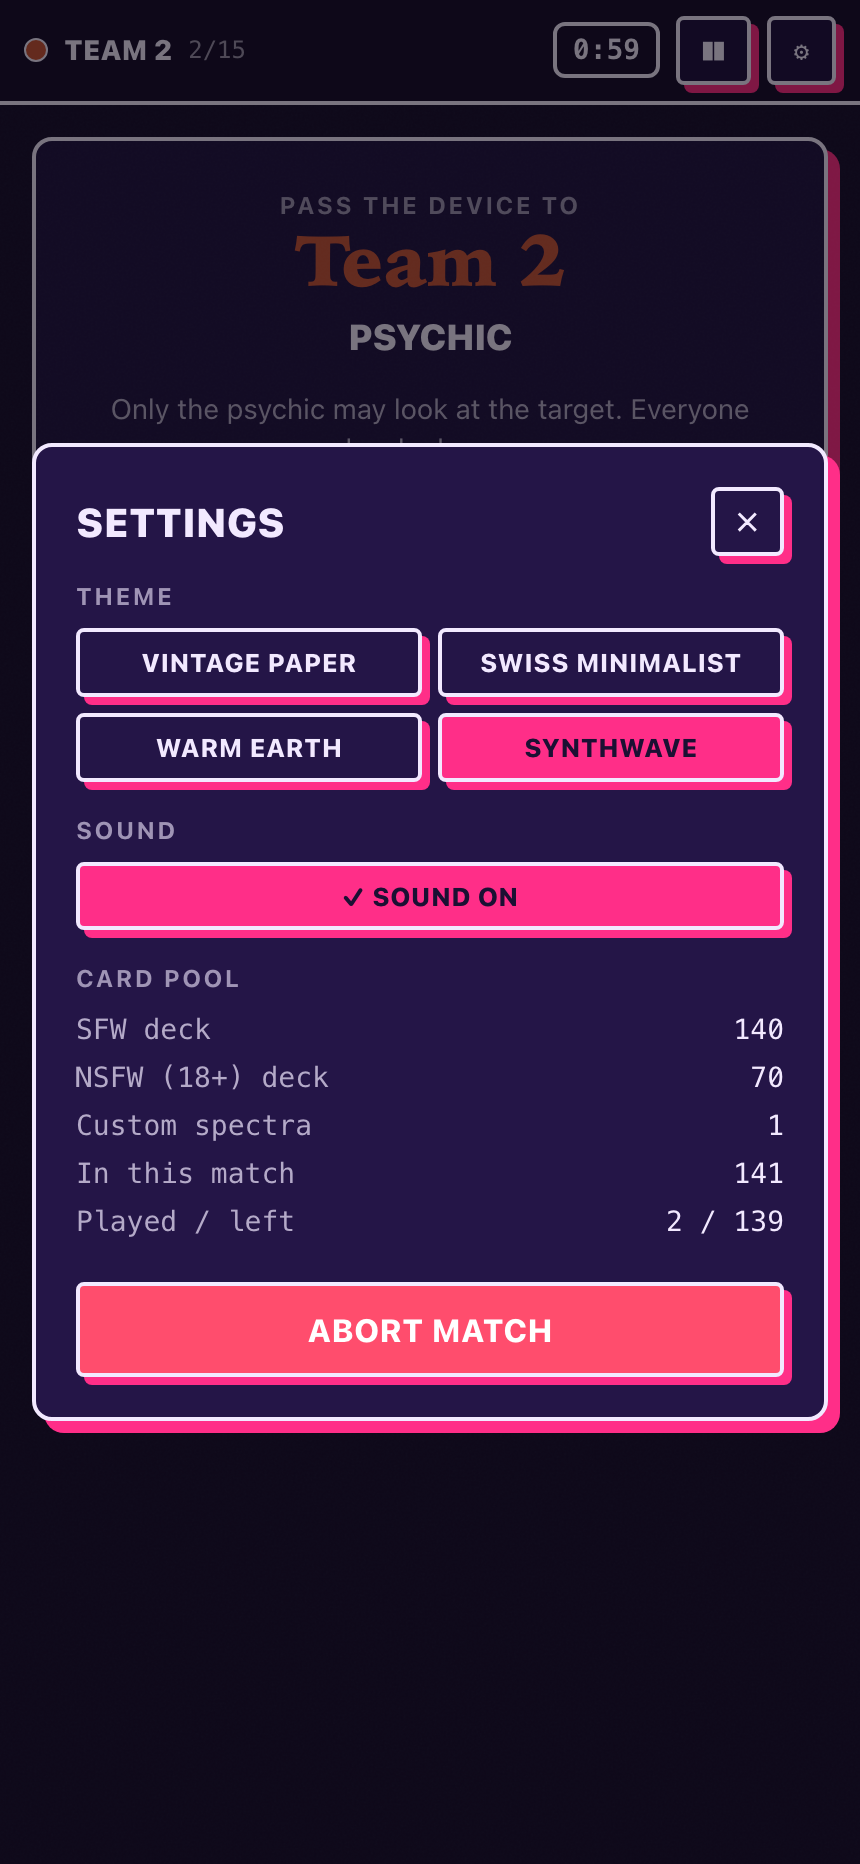 TEAM 2 2/15 0:59
PASS THE DEVICE TO
Team 2
PSYCHIC
Only the psychic may look at the target. Everyone
SETTINGS
THEME
VINTAGE PAPER SWISS MINIMALIST
WARM EARTH SYNTHWAVE
SOUND
✓ SOUND ON
CARD POOL
SFW deck 140
NSFW (18+) deck 70
Custom spectra 1
In this match 141
Played / left 2 / 139
ABORT MATCH